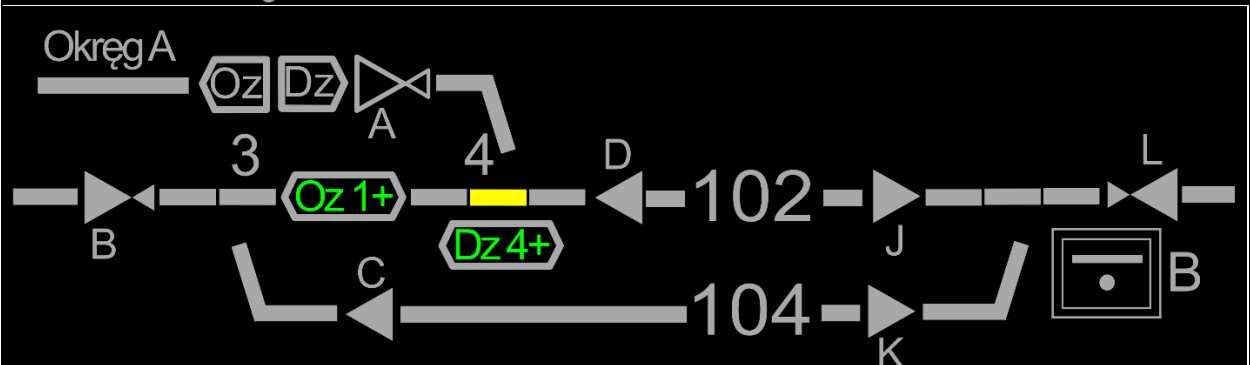 Okręg A
Oz Dz
A
3 4 D L
Oz 1+ 102
B Dz 4+ J
C B
104
K